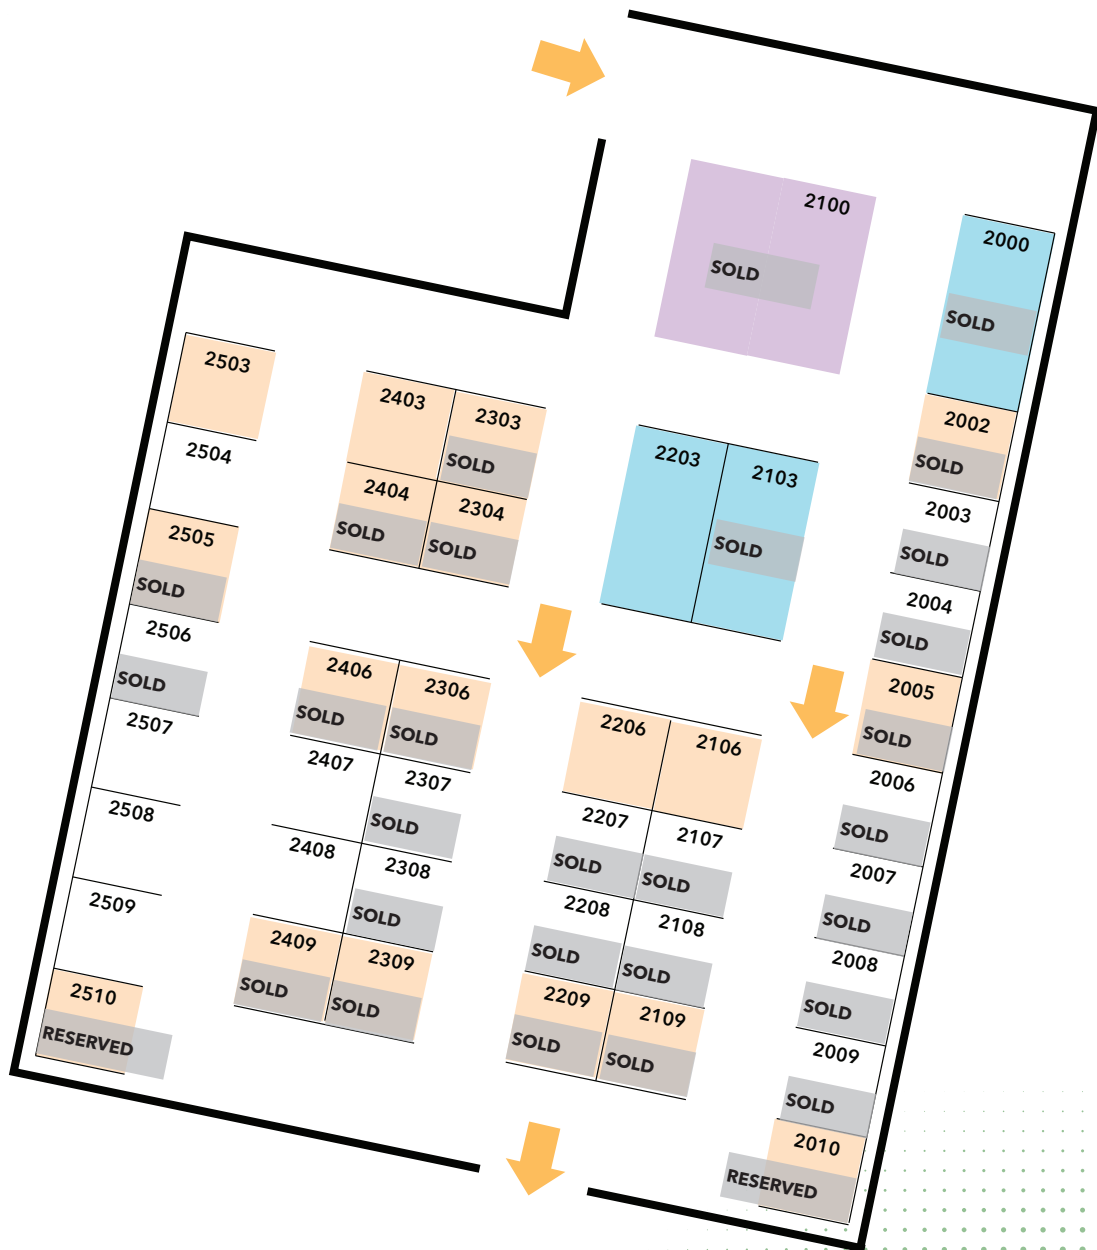 2100
SOLD
2000
SOLD
2002
SOLD
2003
SOLD
2004
SOLD
2005
SOLD
2006
SOLD
2007
SOLD
2008
SOLD
2009
SOLD
2010
RESERVED
2203
2103
SOLD
2206
2106
2207
SOLD
2107
SOLD
2208
SOLD
2108
SOLD
2209
SOLD
2109
SOLD
2403
2303
SOLD
2404
SOLD
2304
SOLD
2406
SOLD
2306
SOLD
2407
2307
SOLD
2408
2308
SOLD
2409
SOLD
2309
SOLD
2503
2504
2505
SOLD
2506
SOLD
2507
2508
2509
2510
RESERVED